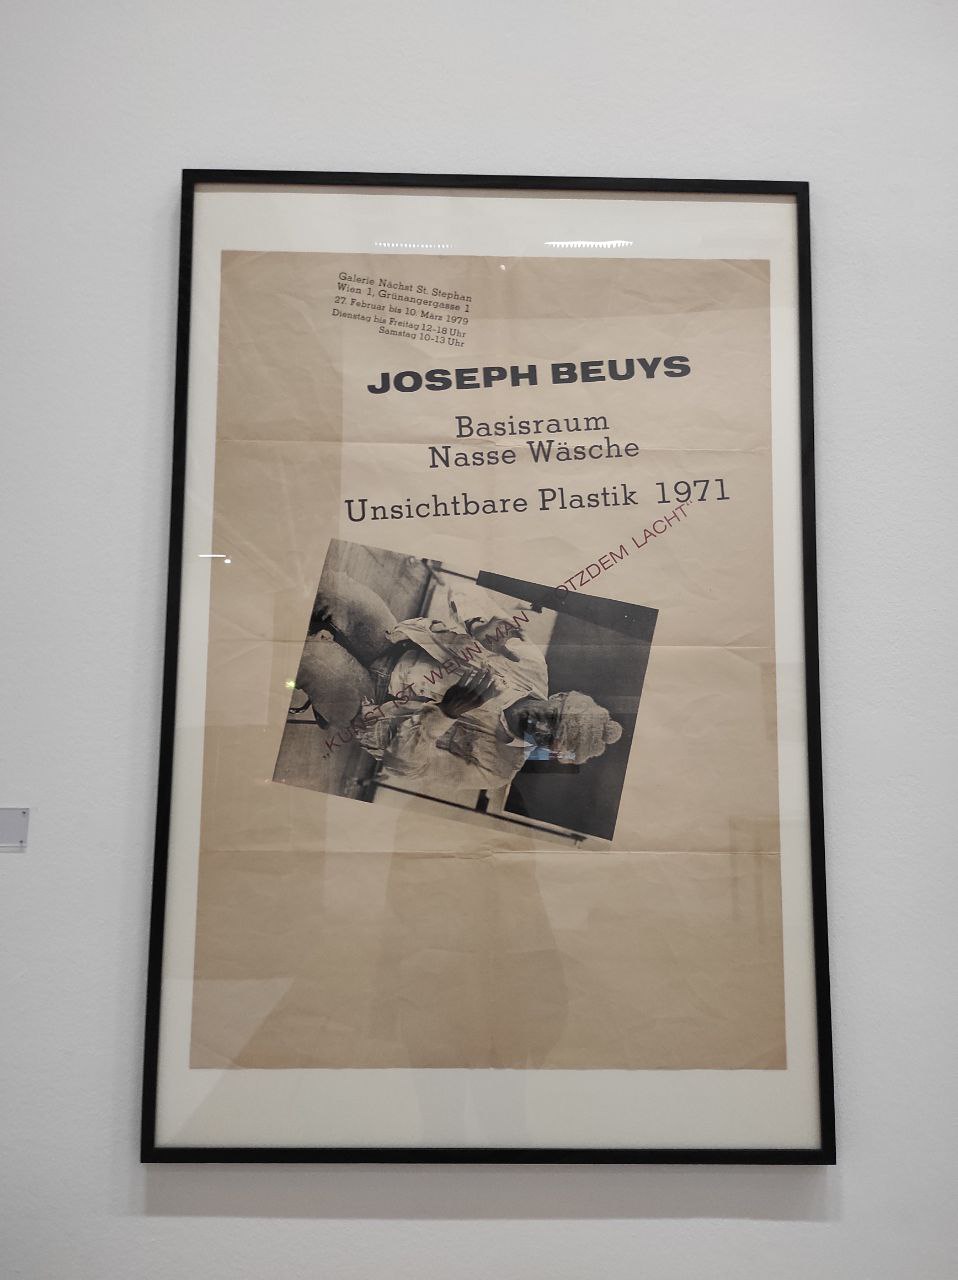 Galerie Nächst St. Stephan
Wien 1, Grünangergasse 1
27. Februar bis 10. März 1979
Dienstag bis Freitag 12-18 Uhr
Samstag 10-13 Uhr
JOSEPH BEUYS
Basisraum
Nasse Wäsche
Unsichtbare Plastik 1971
„KUNST IST, WENN MAN OTZDEM LACHT“